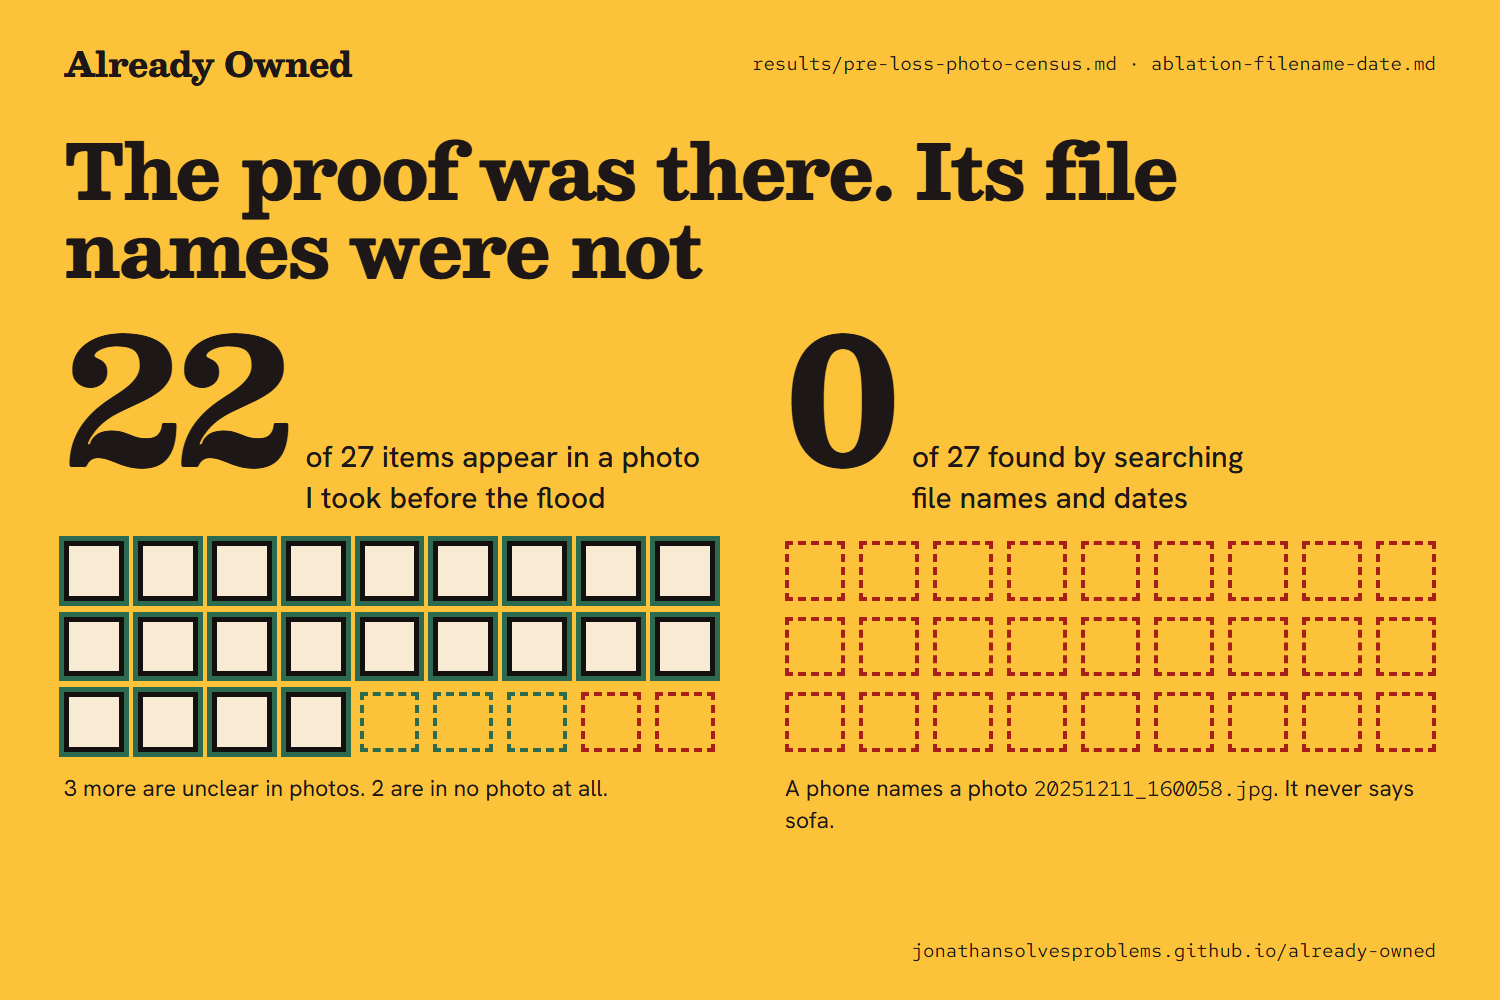 Already Owned
results/pre-loss-photo-census.md · ablation-filename-date.md
The proof was there. Its file
names were not
22
of 27 items appear in a photo
I took before the flood
0
of 27 found by searching
file names and dates
3 more are unclear in photos. 2 are in no photo at all.
A phone names a photo 20251211_160058.jpg. It never says
sofa.
jonathansolvesproblems.github.io/already-owned